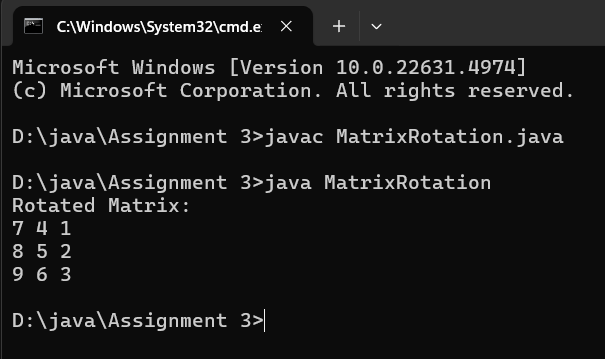 C:\Windows\System32\cmd.e
Microsoft Windows [Version 10.0.22631.4974]
(c) Microsoft Corporation. All rights reserved.
D:\java\Assignment 3>javac MatrixRotation.java
D:\java\Assignment 3>java MatrixRotation
Rotated Matrix:
7 4 1
8 5 2
9 6 3
D:\java\Assignment 3>